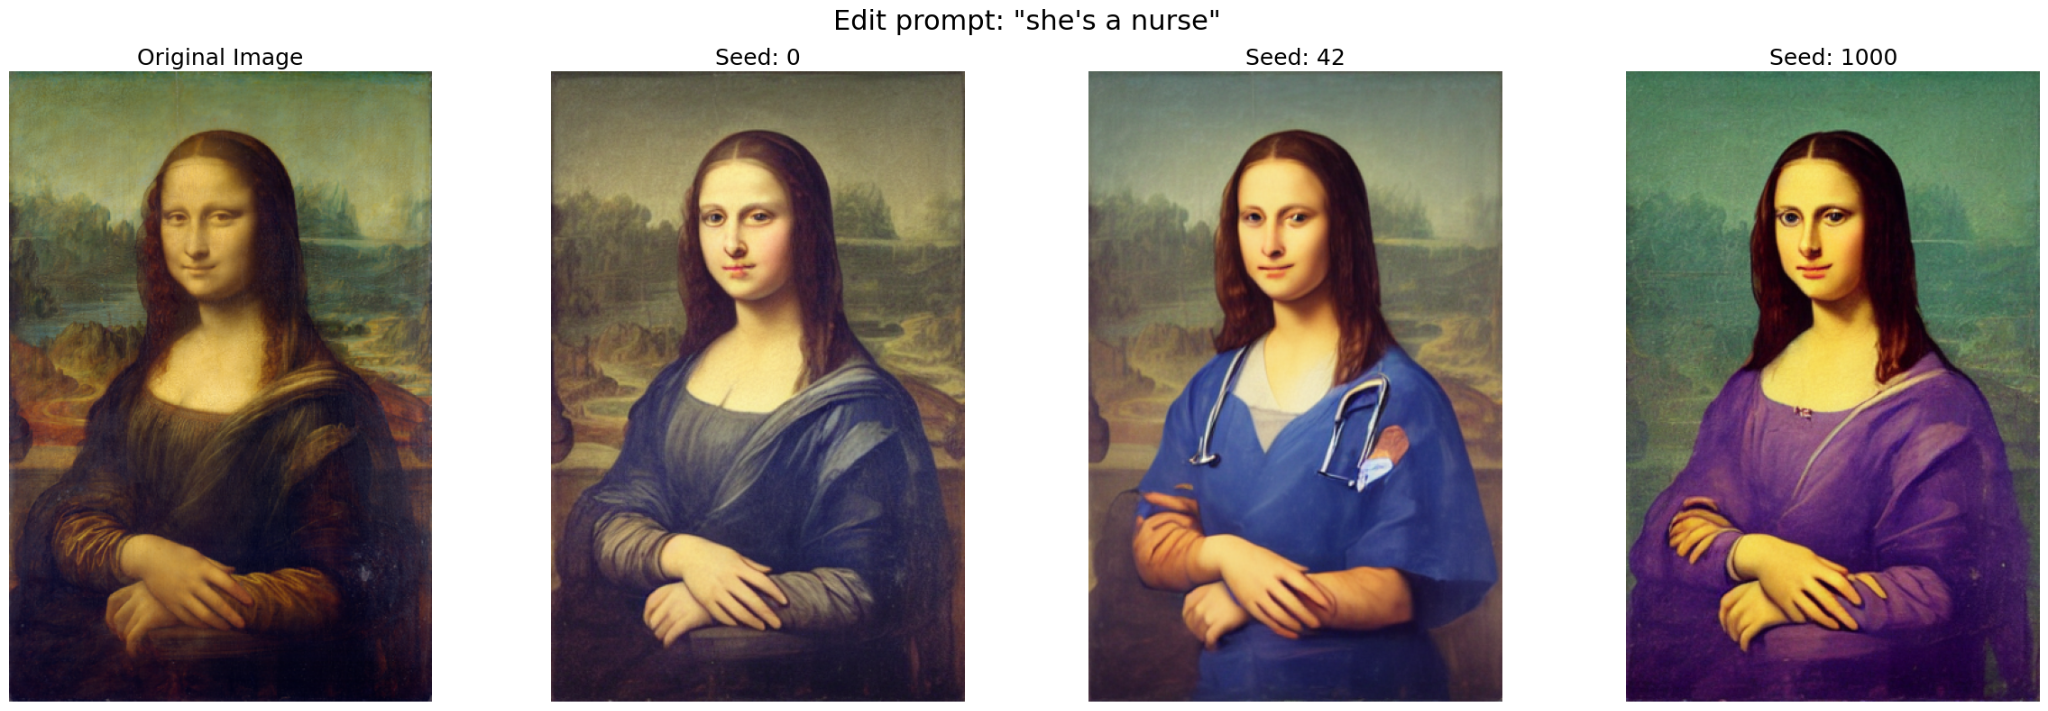 Edit prompt: "she's a nurse"
Original Image
Seed: 0
Seed: 42
Seed: 1000